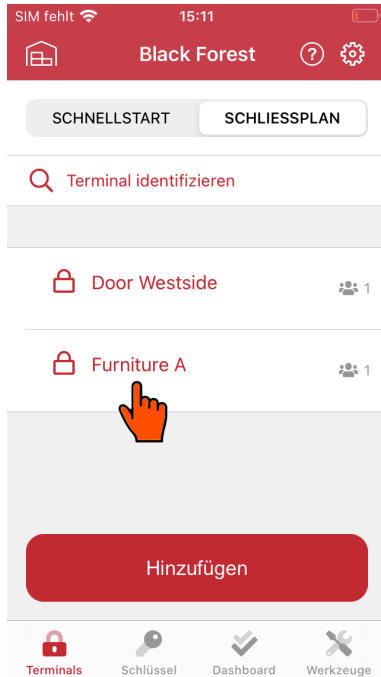 SIM fehlt 15:11
Black Forest ?
SCHNELLSTART SCHLIESSPLAN
Terminal identifizieren
Door Westside 1
Furniture A 1
Hinzufügen
Terminals Schlüssel Dashboard Werkzeuge